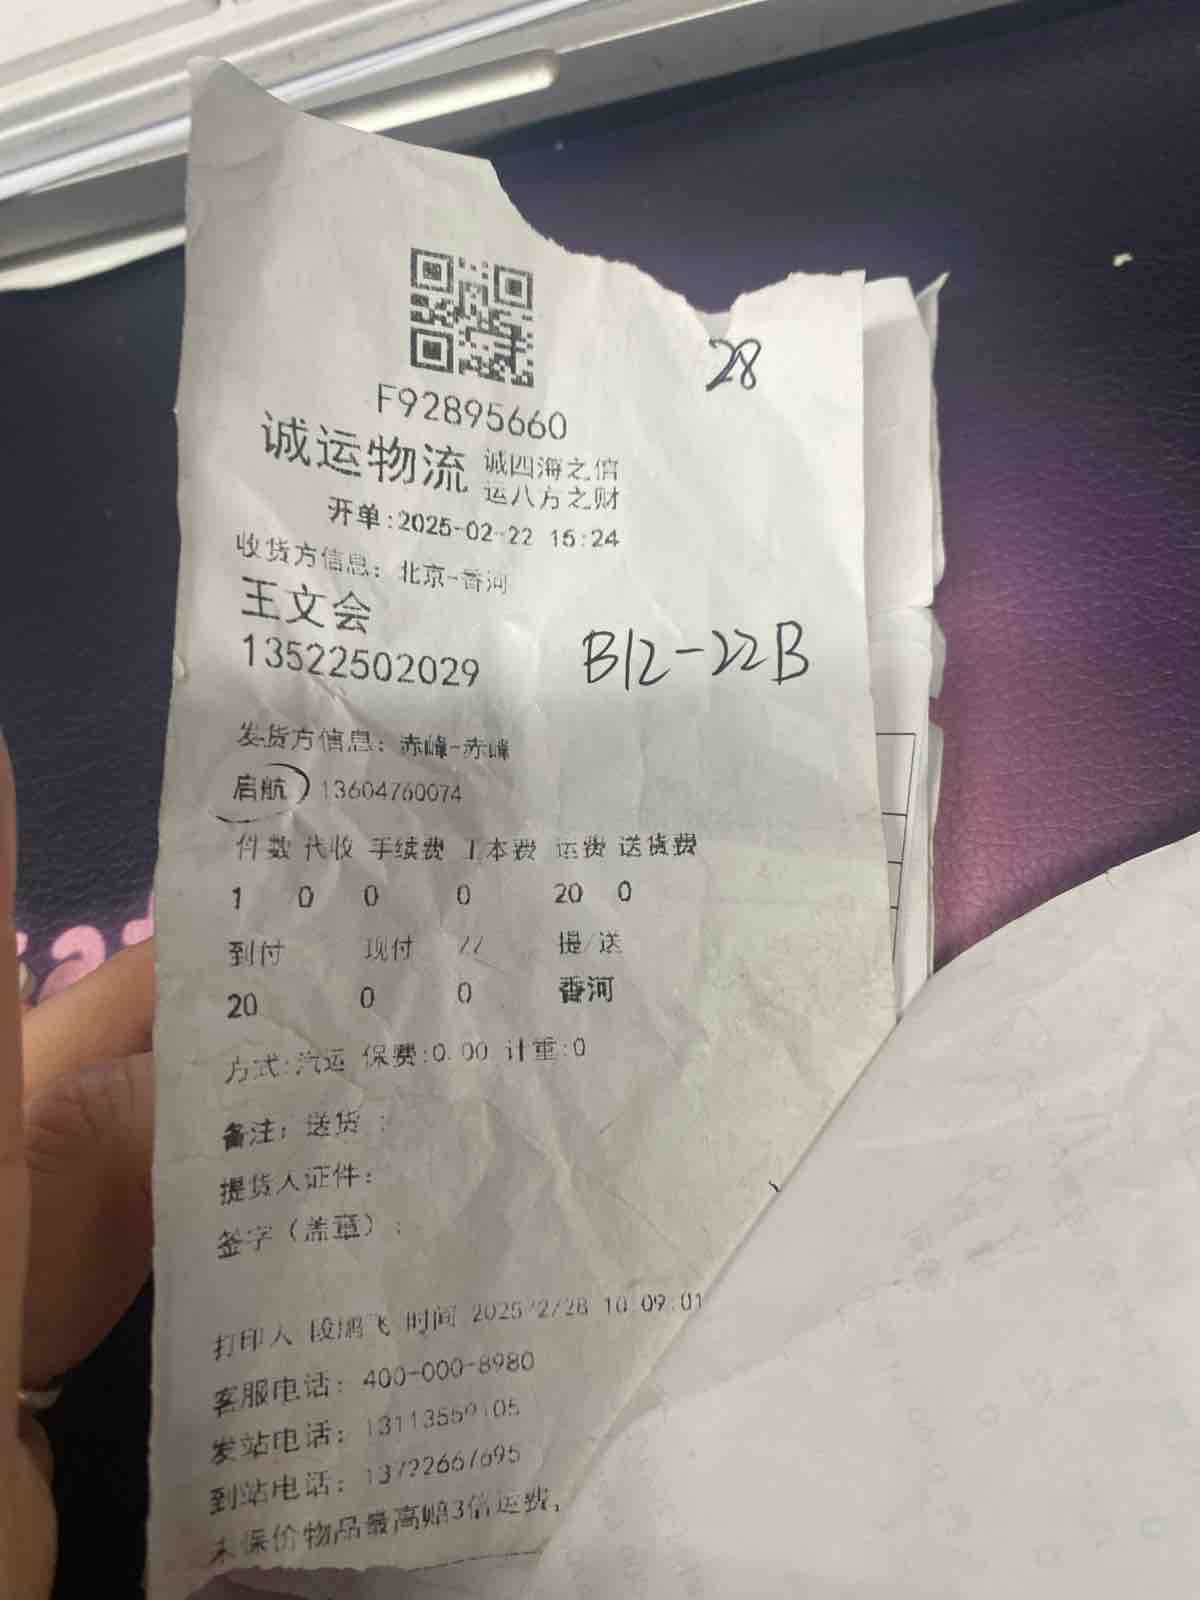 28
F92895660
诚运物流 诚四海之信
运八方之财
开单:2025-02-22 15:24
收货方信息: 北京-香河
王文会
13522502029
B12-22B
发货方信息: 赤峰-赤峰
启航 13604760074
件数 代收 手续费 工本费 运费 送货费
1 0 0 0 20 0
到付 现付 提/送
20 0 0 香河
方式:汽运 保费:0.00 计重:0
备注: 送货 :
提货人证件:
签字(盖章):
打印人 段鹏飞 时间 2025/2/28 10:09:01
客服电话: 400-000-8980
发站电话:
到站电话:
未保价物品最高赔3倍运费,